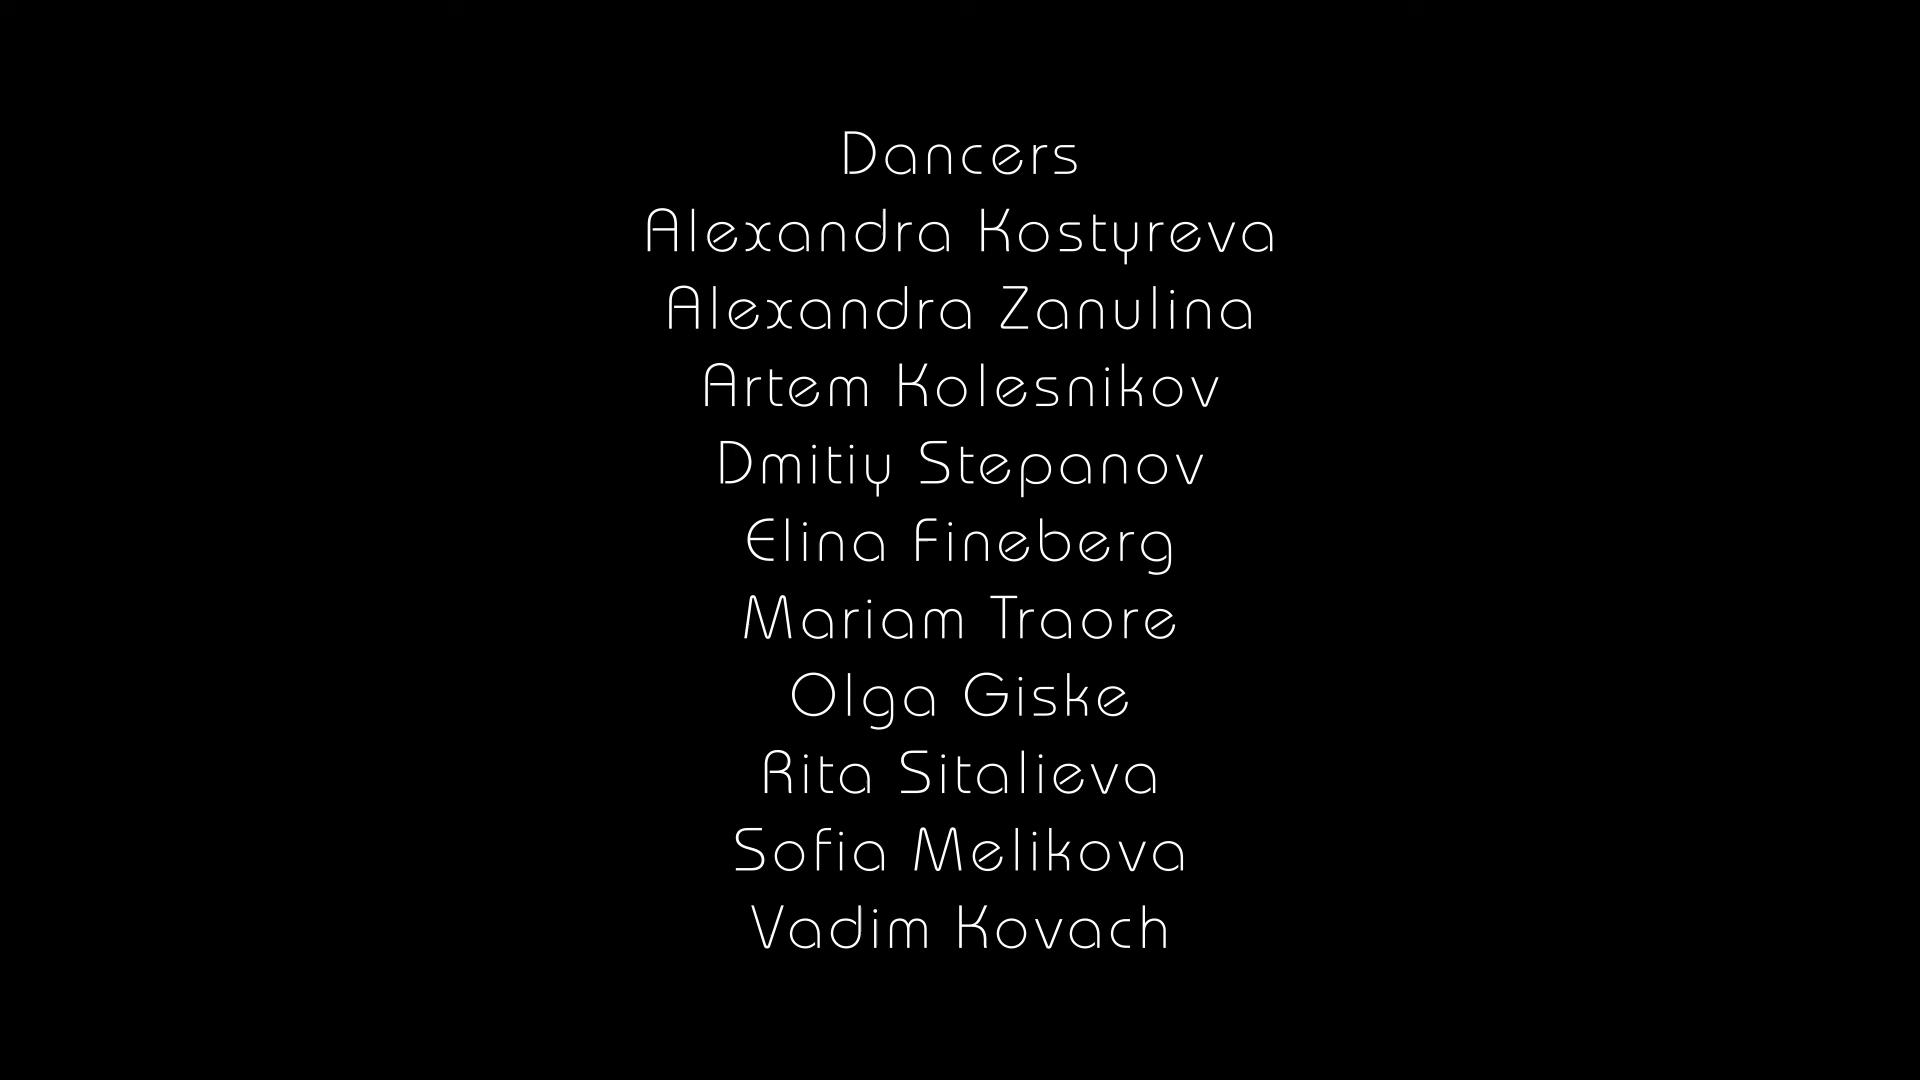 Dancers
Alexandra Kostyreva
Alexandra Zanulina
Artem Kolesnikov
Dmitiy Stepanov
Elina Fineberg
Mariam Traore
Olga Giske
Rita Sitalieva
Sofia Melikova
Vadim Kovach